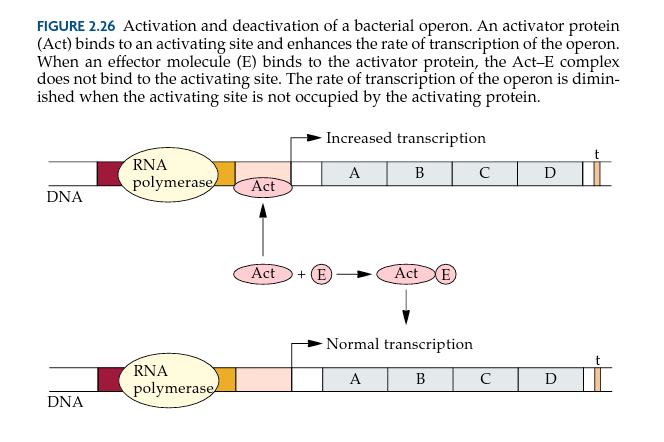 FIGURE 2.26 Activation and deactivation of a bacterial operon. An activator protein
(Act) binds to an activating site and enhances the rate of transcription of the operon.
When an effector molecule (E) binds to the activator protein, the Act–E complex
does not bind to the activating site. The rate of transcription of the operon is dimin-
ished when the activating site is not occupied by the activating protein.
Increased transcription
t
RNA
polymerase
Act
A B C D
DNA
Act + E Act E
Normal transcription
t
RNA
polymerase
A B C D
DNA